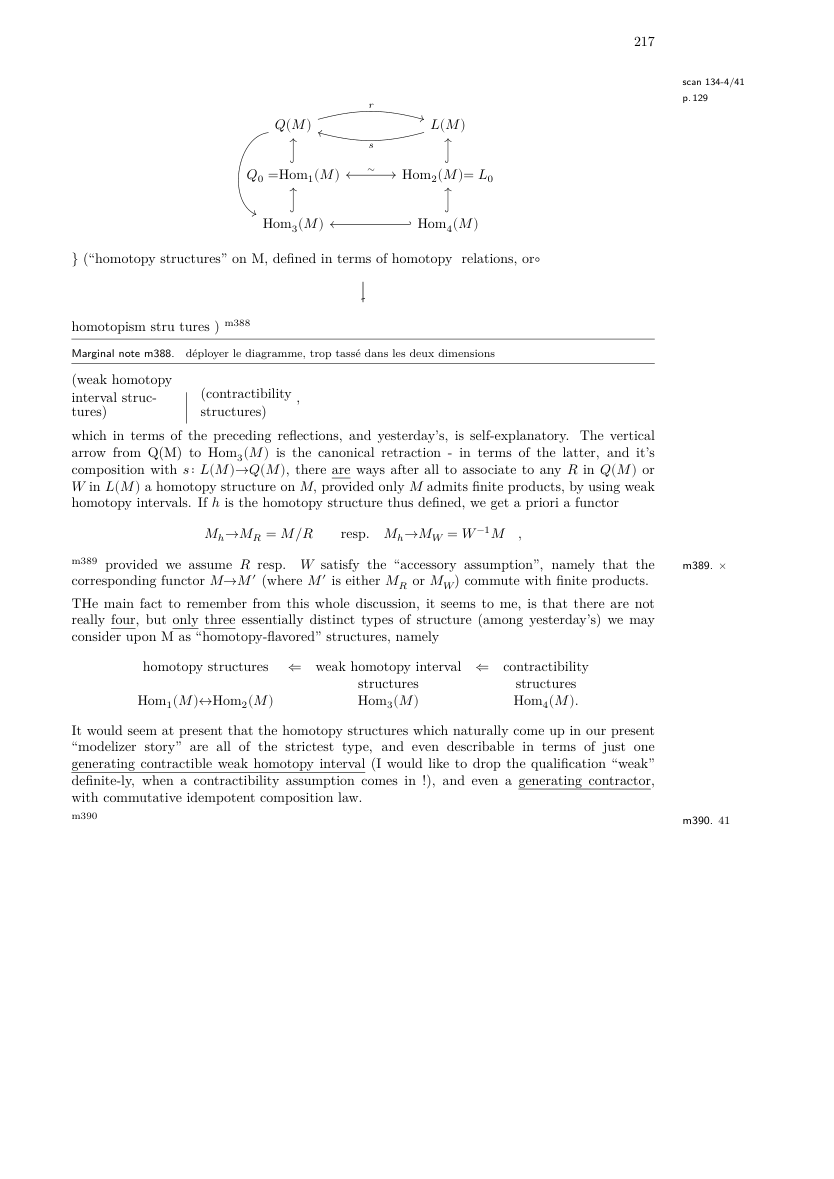 217
scan 134-4/41
p. 129
r
Q(M) L(M)
s
Q₀ =Hom₁(M) ∼ Hom₂(M)= L₀
Hom₃(M) Hom₄(M)
} (“homotopy structures” on M, defined in terms of homotopy relations, or∘
homotopism stru tures ) m388
Marginal note m388. déployer le diagramme, trop tassé dans les deux dimensions
(weak homotopy
interval struc-
tures)
(contractibility ,
structures)
which in terms of the preceding reflections, and yesterday's, is self-explanatory. The vertical
arrow from Q(M) to Hom₃(M) is the canonical retraction - in terms of the latter, and it's
composition with s: L(M)→Q(M), there are ways after all to associate to any R in Q(M) or
W in L(M) a homotopy structure on M, provided only M admits finite products, by using weak
homotopy intervals. If h is the homotopy structure thus defined, we get a priori a functor
M_h→M_R = M/R resp. M_h→M_W = W⁻¹M ,
m389 provided we assume R resp. W satisfy the “accessory assumption”, namely that the
m389. ×
corresponding functor M→M′ (where M′ is either M_R or M_W) commute with finite products.
THe main fact to remember from this whole discussion, it seems to me, is that there are not
really four, but only three essentially distinct types of structure (among yesterday's) we may
consider upon M as “homotopy-flavored” structures, namely
homotopy structures ⇐ weak homotopy interval ⇐ contractibility
structures structures
Hom₁(M)↔Hom₂(M) Hom₃(M) Hom₄(M).
It would seem at present that the homotopy structures which naturally come up in our present
“modelizer story” are all of the strictest type, and even describable in terms of just one
generating contractible weak homotopy interval (I would like to drop the qualification “weak”
definite-ly, when a contractibility assumption comes in !), and even a generating contractor,
with commutative idempotent composition law.
m390
m390. 41